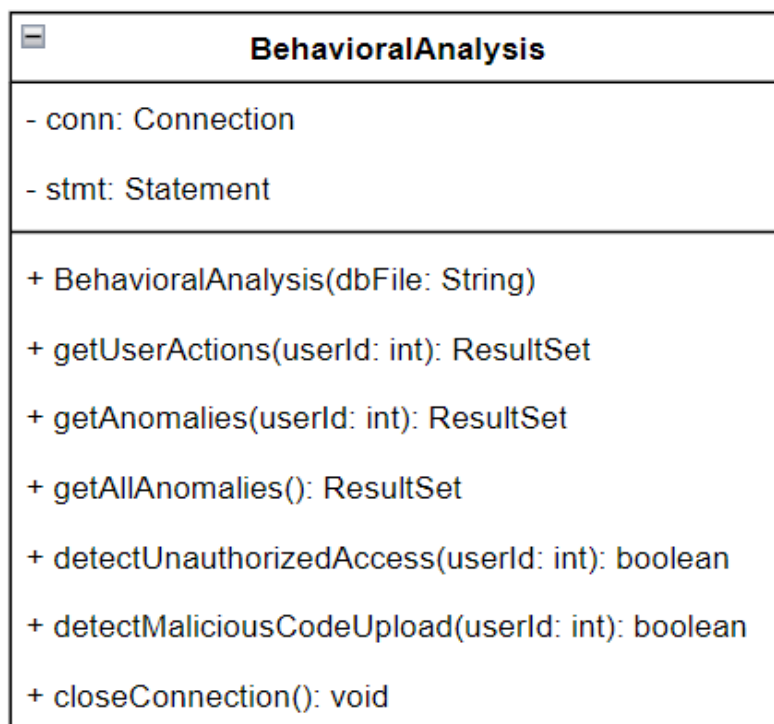 BehavioralAnalysis
- conn: Connection
- stmt: Statement
+ BehavioralAnalysis(dbFile: String)
+ getUserActions(userId: int): ResultSet
+ getAnomalies(userId: int): ResultSet
+ getAllAnomalies(): ResultSet
+ detectUnauthorizedAccess(userId: int): boolean
+ detectMaliciousCodeUpload(userId: int): boolean
+ closeConnection(): void